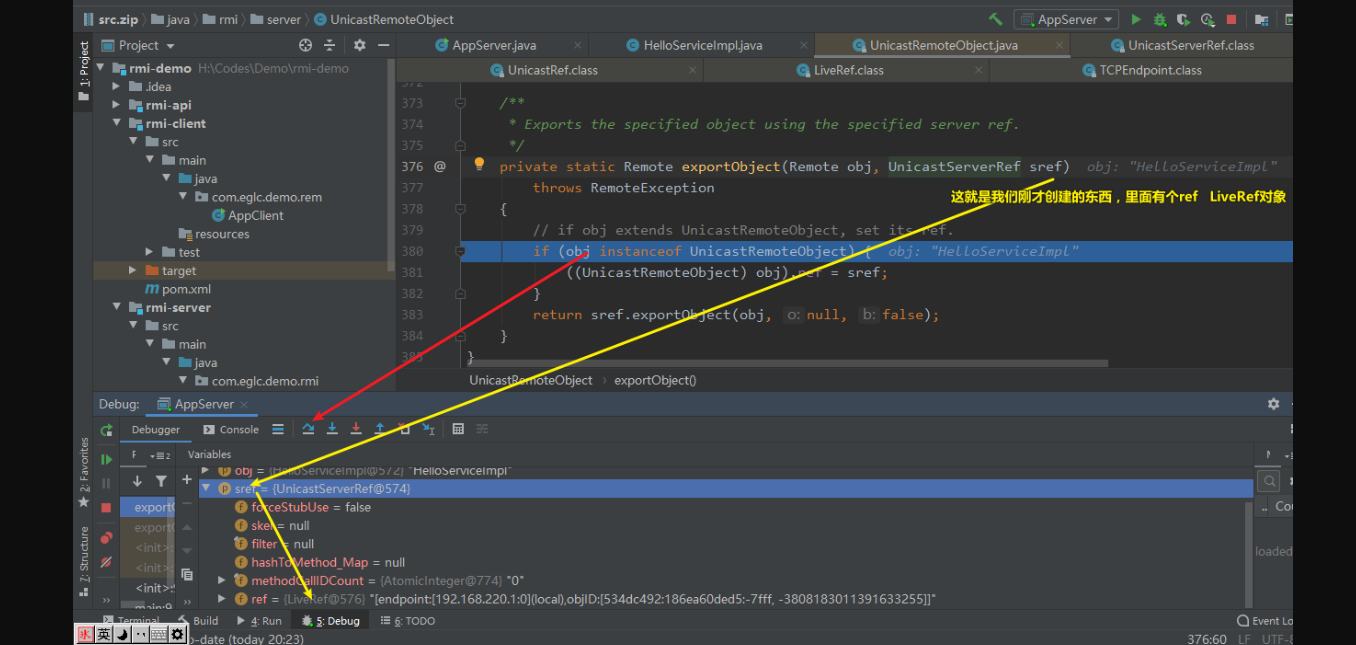 src.zip java rmi server UnicastRemoteObject AppServer
Project AppServer.java HelloServiceImpl.java UnicastRemoteObject.java UnicastServerRef.class
UnicastRef.class LiveRef.class TCPEndpoint.class
1: Project
rmi-demo H:\Codes\Demo\rmi-demo
.idea
rmi-api
rmi-client
src
main
java
com.eglc.demo.rem
AppClient
resources
test
target
pom.xml
rmi-server
src
main
java
com.eglc.demo.rmi
373 /**
374 * Exports the specified object using the specified server ref.
375 */
376 @ private static Remote exportObject(Remote obj, UnicastServerRef sref) obj: "HelloServiceImpl"
377 throws RemoteException
这就是我们刚才创建的东西，里面有个ref LiveRef对象
378 {
379 // if obj extends UnicastRemoteObject, set its ref.
380 if (obj instanceof UnicastRemoteObject) { obj: "HelloServiceImpl"
381 ((UnicastRemoteObject) obj).ref = sref;
382 }
383 return sref.exportObject(obj, o: null, b: false);
384 }
385 }
UnicastRemoteObject exportObject()
Debug: AppServer
Debugger Console
Variables
obj = {HelloServiceImpl@572} "HelloServiceImpl"
sref = {UnicastServerRef@574}
forceStubUse = false
skel = null
filter = null
hashToMethod_Map = null
methodCallIDCount = {AtomicInteger@774} "0"
ref = {LiveRef@576} "[endpoint:[192.168.220.1:0](local),objID:[534dc492:186ea60ded5:-7fff, -3808183011391633255]]"
export
export
<init>:
<init>:
<init>:
main:9
Cou
loaded
2: Favorites
7: Structure
Terminal Build 4: Run 5: Debug 6: TODO Event Lo
英
o-date (today 20:23) 376:60 LF UTF-8